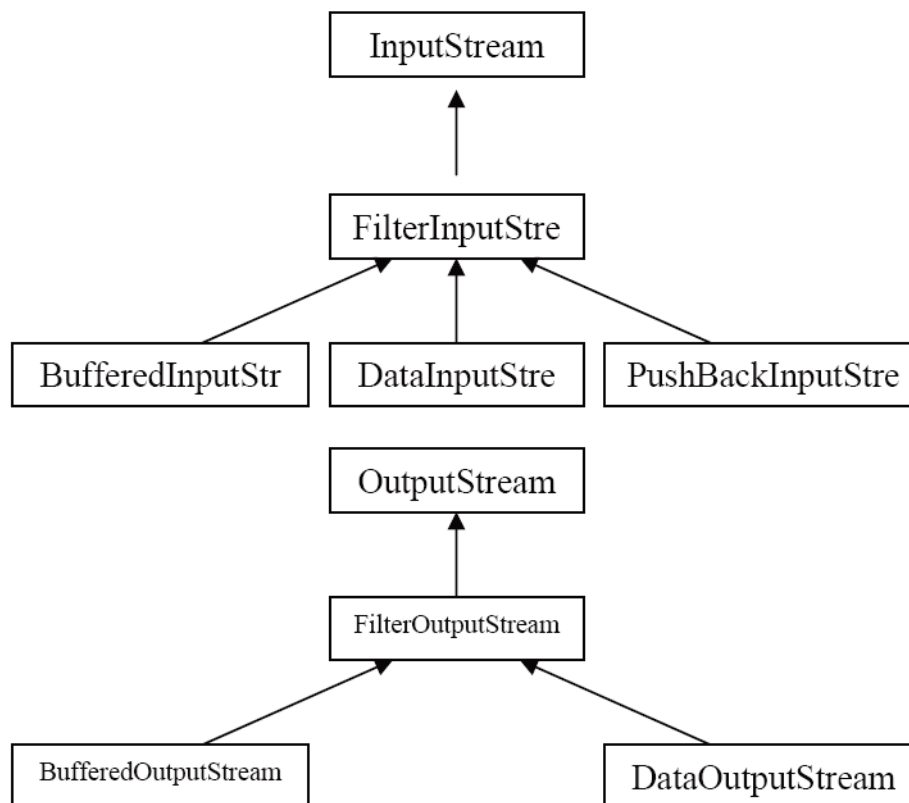 InputStream
FilterInputStre
BufferedInputStr
DataInputStre
PushBackInputStre
OutputStream
FilterOutputStream
BufferedOutputStream
DataOutputStream